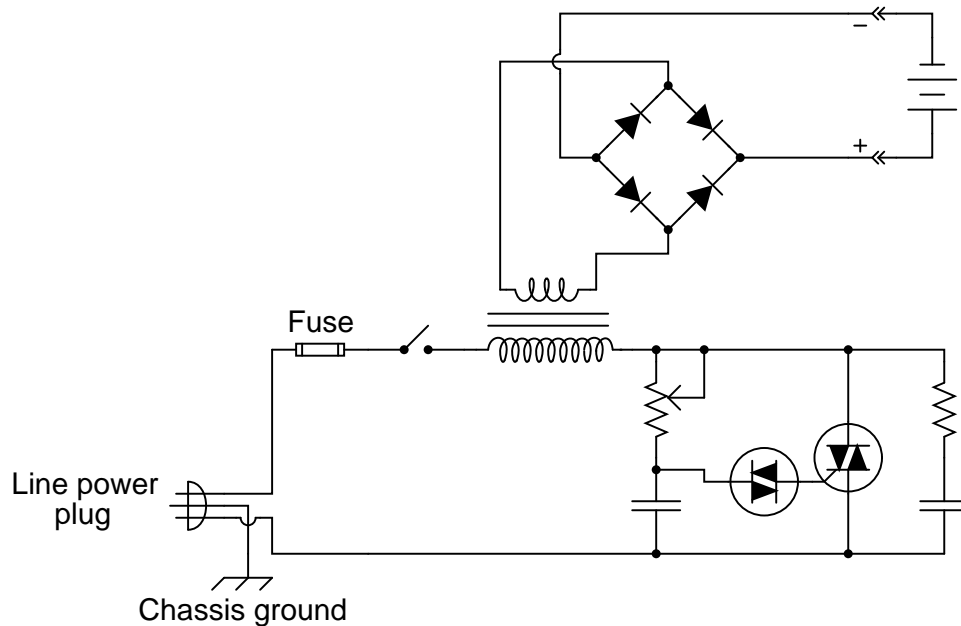 −
+
Fuse
Line power
plug
Chassis ground